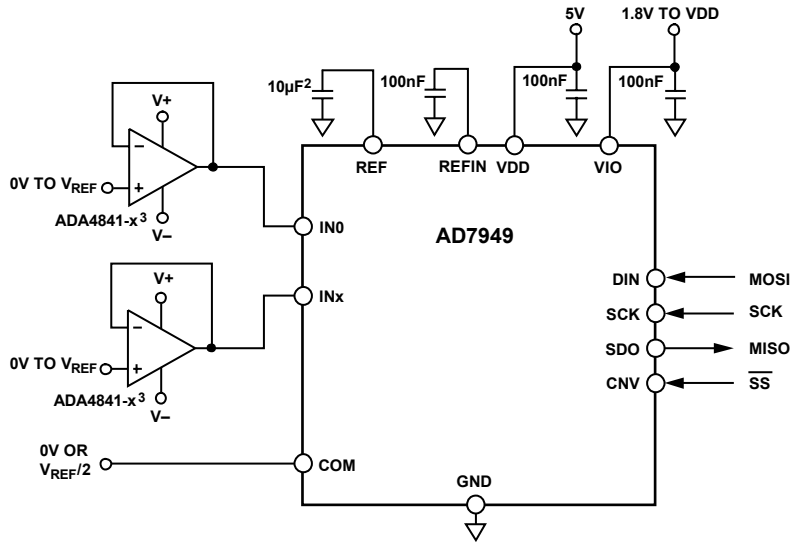 5V
1.8V TO VDD
10µF2
100nF
100nF
100nF
V+
REF
REFIN
VDD
VIO
–
+
0V TO VREF
ADA4841-x3
V–
IN0
AD7949
V+
INx
DIN
MOSI
–
SCK
SCK
+
0V TO VREF
SDO
MISO
ADA4841-x3
V–
CNV
SS
0V OR
VREF/2
COM
GND